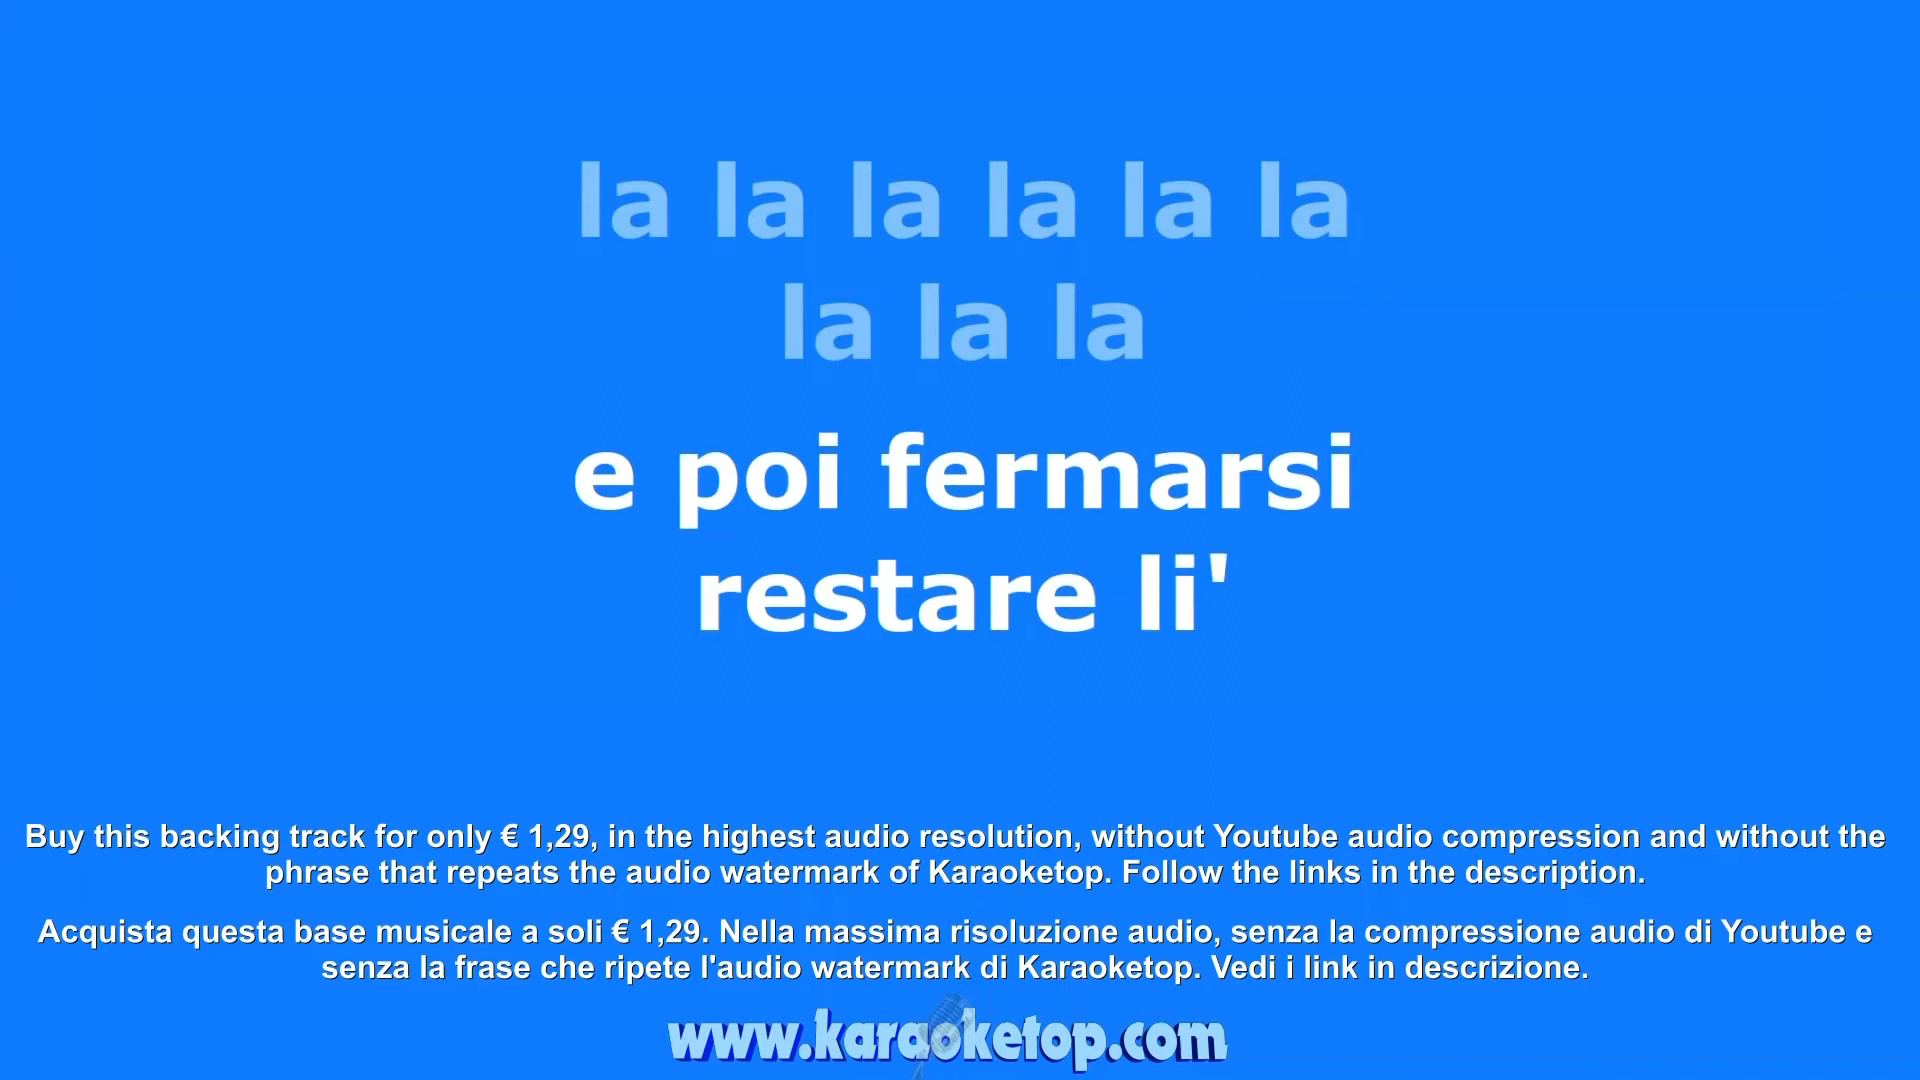 la la la la la la
la la la
e poi fermarsi
restare li'
Buy this backing track for only € 1,29, in the highest audio resolution, without Youtube audio compression and without the
phrase that repeats the audio watermark of Karaoketop. Follow the links in the description.
Acquista questa base musicale a soli € 1,29. Nella massima risoluzione audio, senza la compressione audio di Youtube e
senza la frase che ripete l'audio watermark di Karaoketop. Vedi i link in descrizione.
www.karaoketop.com